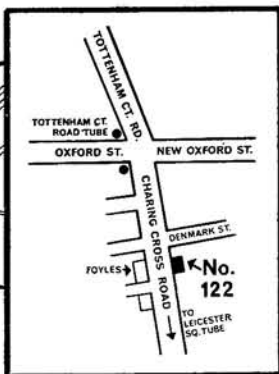 TOTTENHAM CT. RD.
TOTTENHAM CT.
ROAD TUBE
OXFORD ST.
NEW OXFORD ST.
CHARING CROSS ROAD
DENMARK ST.
FOYLES
No.
122
TO
LEICESTER
SQ. TUBE